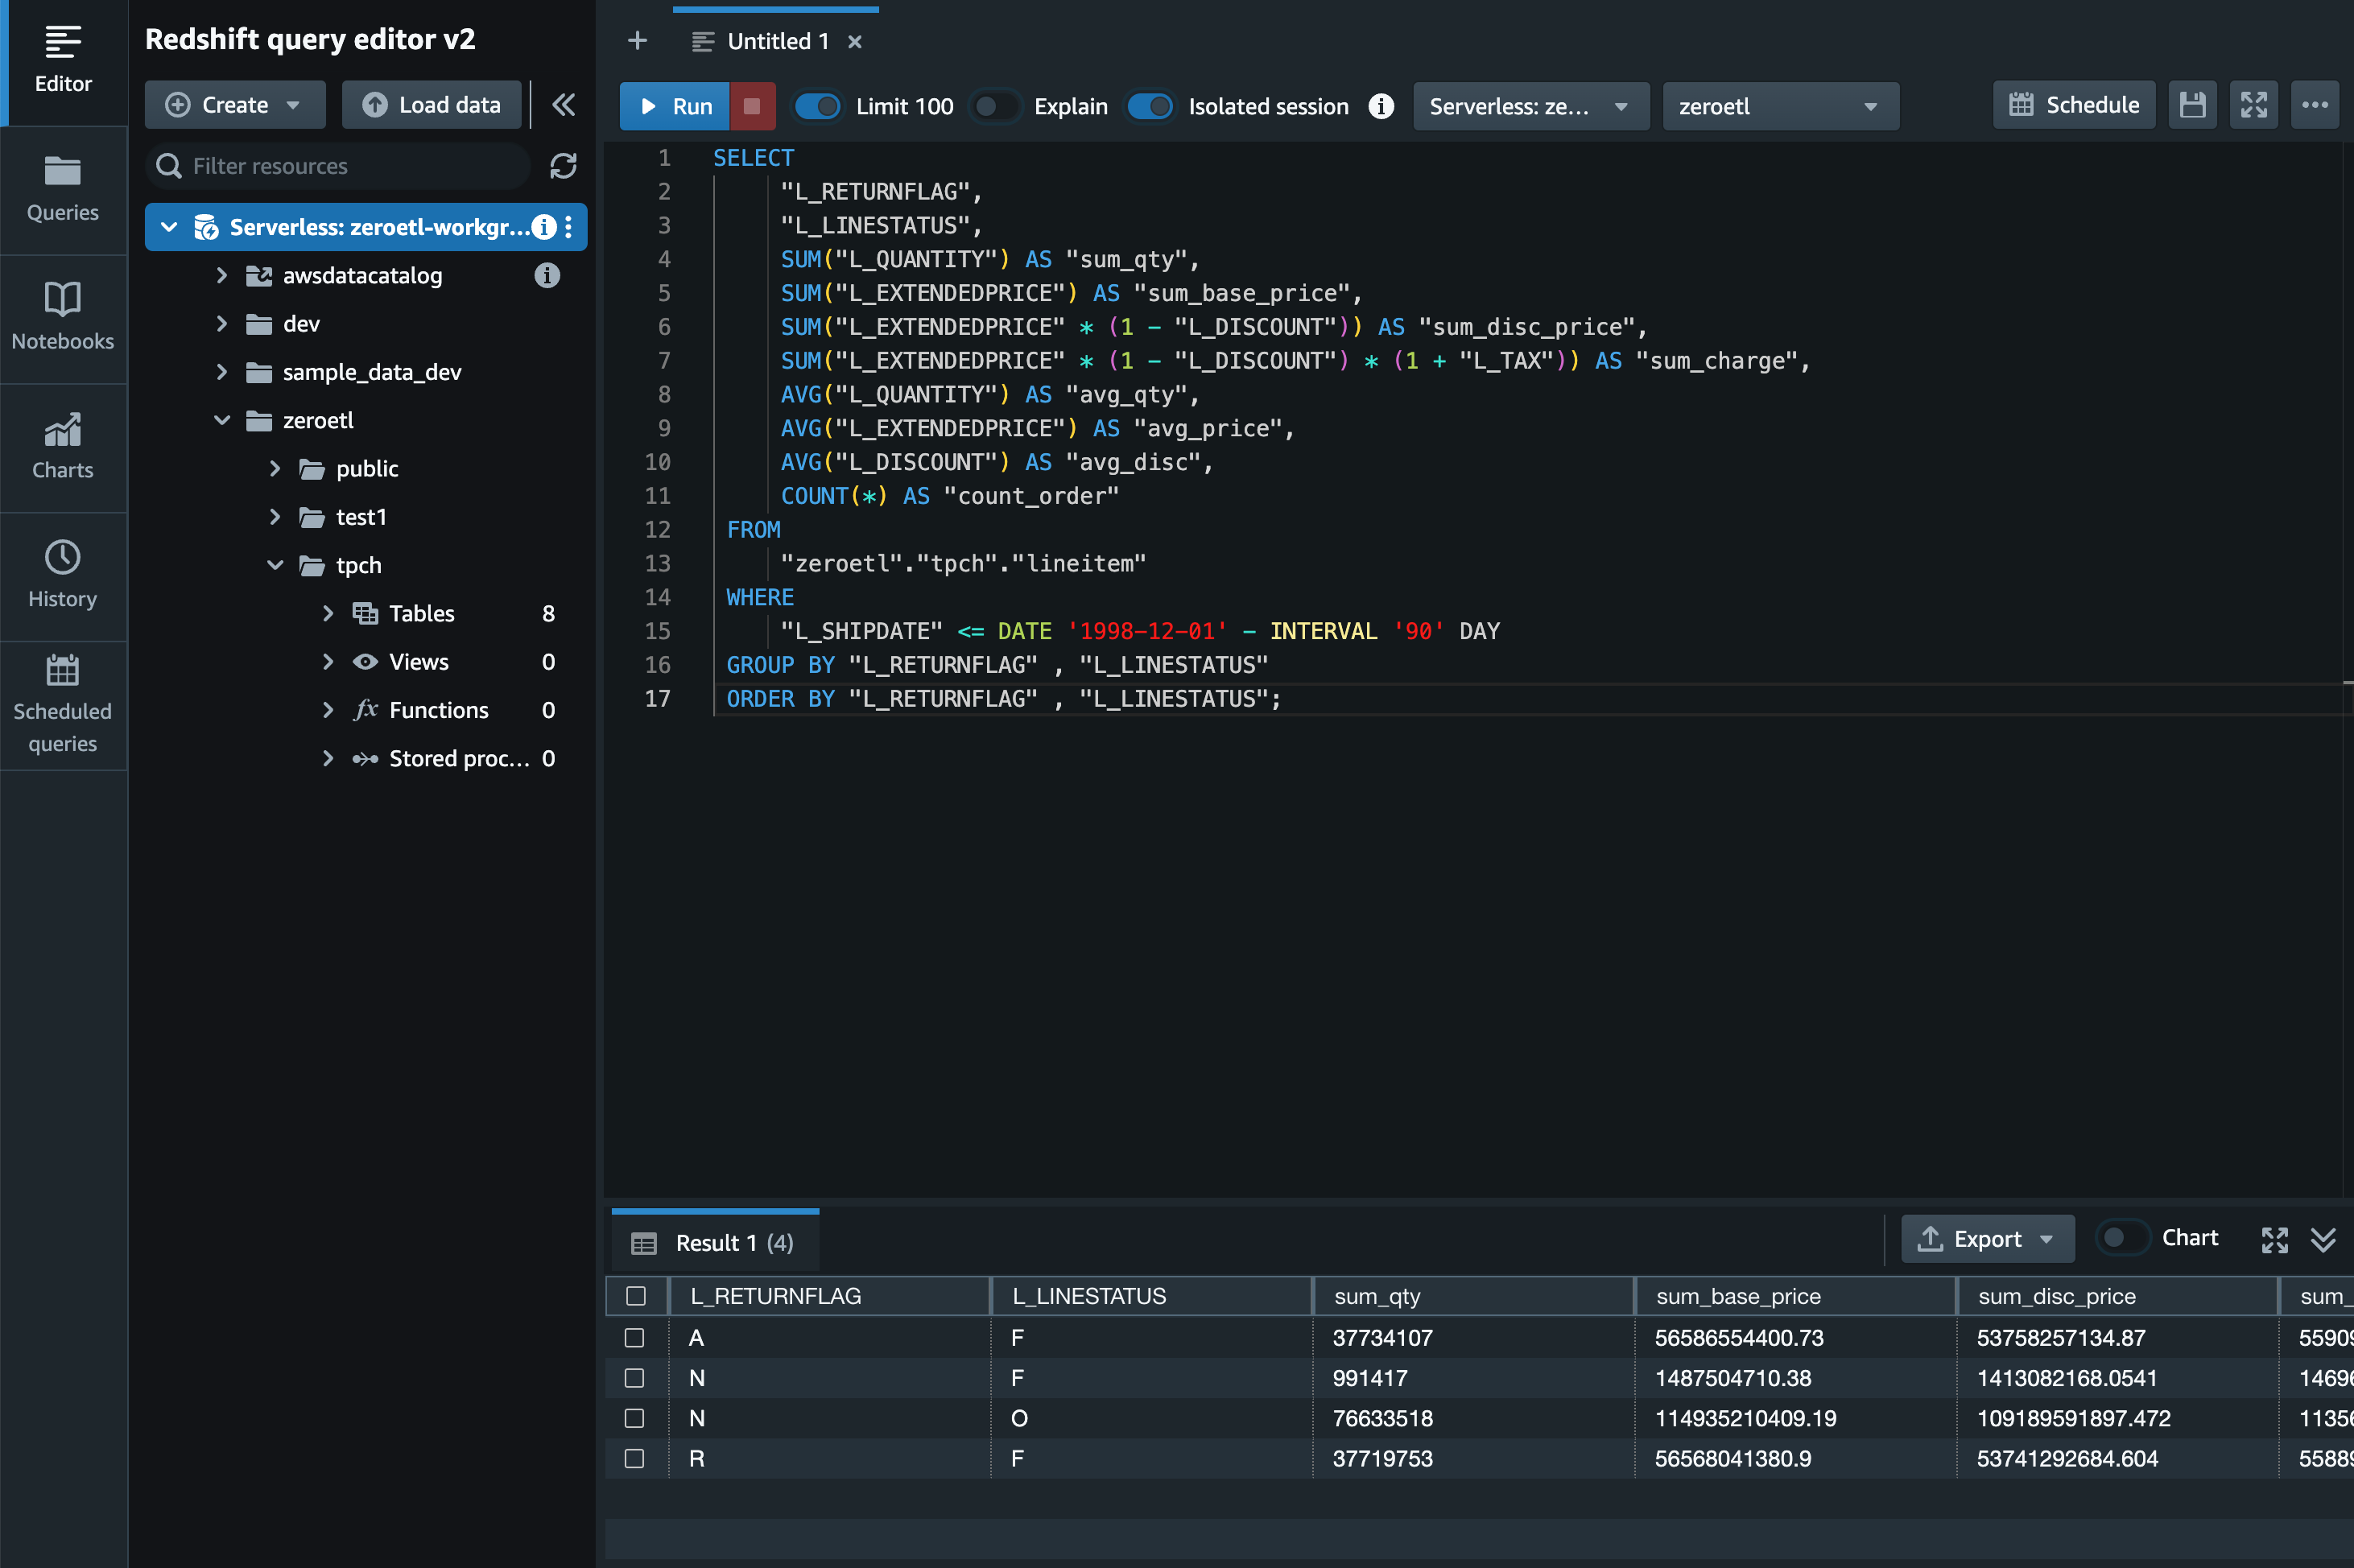 Editor
Queries
Notebooks
Charts
History
Scheduled
queries
Redshift query editor v2
Create
Load data
Filter resources
Serverless: zeroetl-workgr...
awsdatacatalog
dev
sample_data_dev
zeroetl
public
test1
tpch
Tables 8
Views 0
Functions 0
Stored proc... 0
Untitled 1
Run Limit 100 Explain Isolated session Serverless: ze... zeroetl Schedule
1 SELECT
2 "L_RETURNFLAG",
3 "L_LINESTATUS",
4 SUM("L_QUANTITY") AS "sum_qty",
5 SUM("L_EXTENDEDPRICE") AS "sum_base_price",
6 SUM("L_EXTENDEDPRICE" * (1 - "L_DISCOUNT")) AS "sum_disc_price",
7 SUM("L_EXTENDEDPRICE" * (1 - "L_DISCOUNT") * (1 + "L_TAX")) AS "sum_charge",
8 AVG("L_QUANTITY") AS "avg_qty",
9 AVG("L_EXTENDEDPRICE") AS "avg_price",
10 AVG("L_DISCOUNT") AS "avg_disc",
11 COUNT(*) AS "count_order"
12 FROM
13 "zeroetl"."tpch"."lineitem"
14 WHERE
15 "L_SHIPDATE" <= DATE '1998-12-01' - INTERVAL '90' DAY
16 GROUP BY "L_RETURNFLAG" , "L_LINESTATUS"
17 ORDER BY "L_RETURNFLAG" , "L_LINESTATUS";
Result 1 (4) Export Chart
L_RETURNFLAG L_LINESTATUS sum_qty sum_base_price sum_disc_price sum_
A F 37734107 56586554400.73 53758257134.87 55909
N F 991417 1487504710.38 1413082168.0541 14696
N O 76633518 114935210409.19 109189591897.472 11356
R F 37719753 56568041380.9 53741292684.604 55889